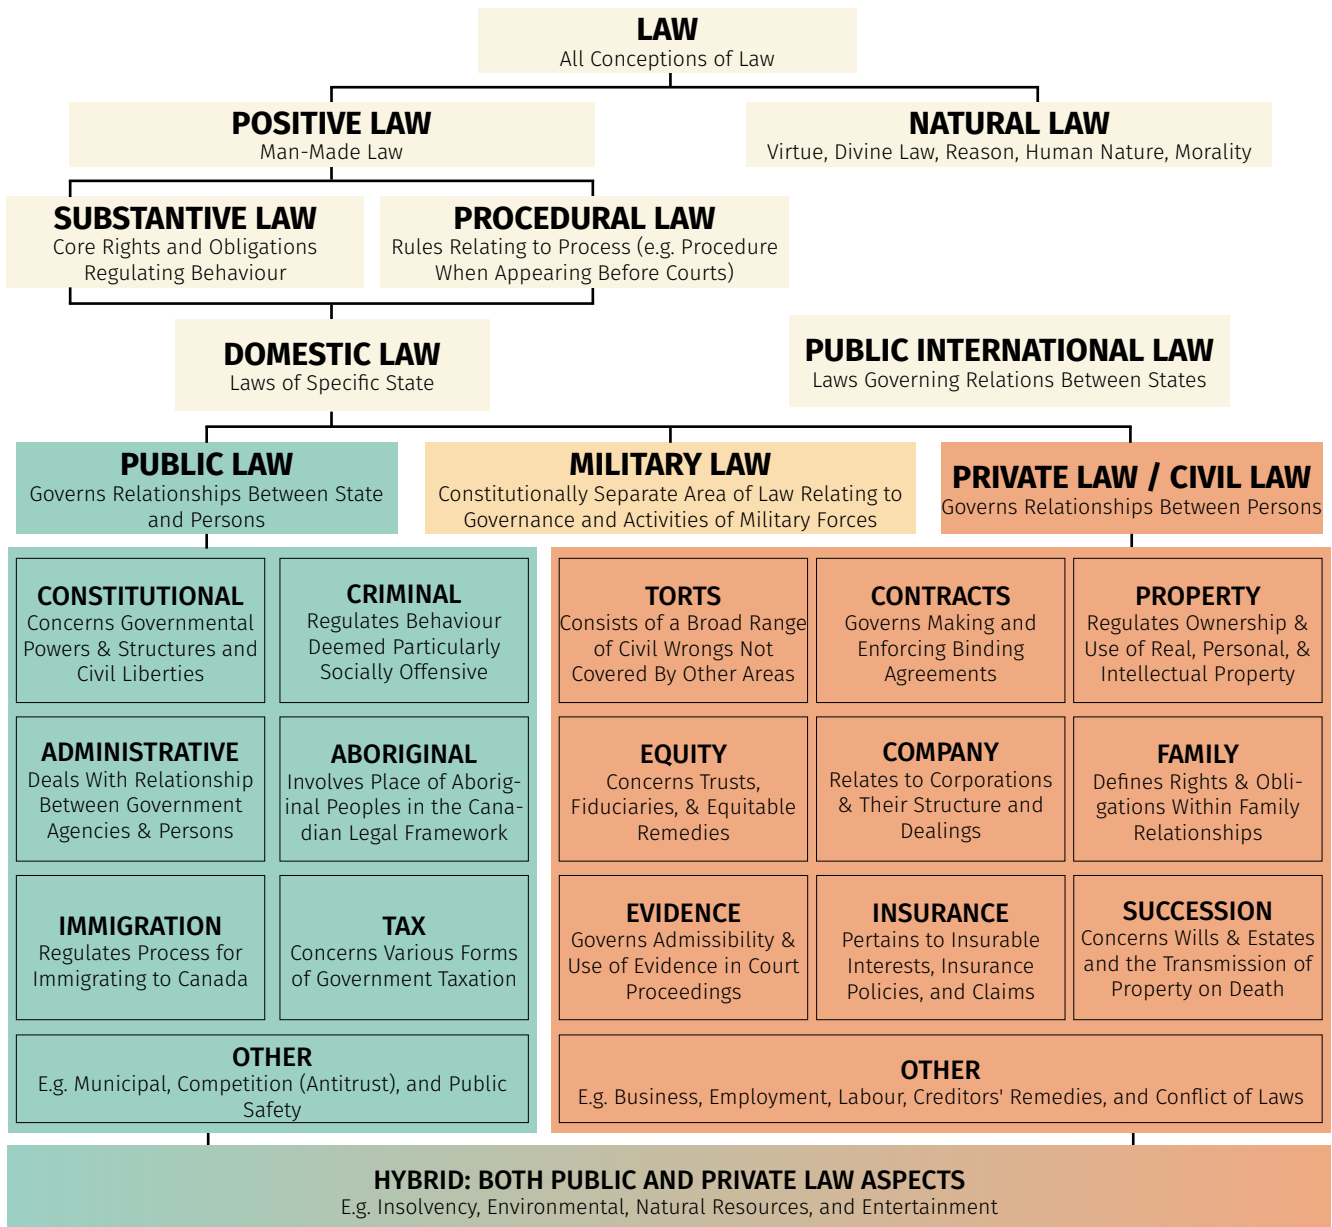 LAW
All Conceptions of Law
POSITIVE LAW
Man-Made Law
NATURAL LAW
Virtue, Divine Law, Reason, Human Nature, Morality
SUBSTANTIVE LAW
Core Rights and Obligations
Regulating Behaviour
PROCEDURAL LAW
Rules Relating to Process (e.g. Procedure
When Appearing Before Courts)
DOMESTIC LAW
Laws of Specific State
PUBLIC INTERNATIONAL LAW
Laws Governing Relations Between States
PUBLIC LAW
Governs Relationships Between State
and Persons
MILITARY LAW
Constitutionally Separate Area of Law Relating to
Governance and Activities of Military Forces
PRIVATE LAW / CIVIL LAW
Governs Relationships Between Persons
CONSTITUTIONAL
Concerns Governmental
Powers & Structures and
Civil Liberties
CRIMINAL
Regulates Behaviour
Deemed Particularly
Socially Offensive
TORTS
Consists of a Broad Range
of Civil Wrongs Not
Covered By Other Areas
CONTRACTS
Governs Making and
Enforcing Binding
Agreements
PROPERTY
Regulates Ownership &
Use of Real, Personal, &
Intellectual Property
ADMINISTRATIVE
Deals With Relationship
Between Government
Agencies & Persons
ABORIGINAL
Involves Place of Aborig-
inal Peoples in the Cana-
dian Legal Framework
EQUITY
Concerns Trusts,
Fiduciaries, & Equitable
Remedies
COMPANY
Relates to Corporations
& Their Structure and
Dealings
FAMILY
Defines Rights & Obli-
gations Within Family
Relationships
IMMIGRATION
Regulates Process for
Immigrating to Canada
TAX
Concerns Various Forms
of Government Taxation
EVIDENCE
Governs Admissibility &
Use of Evidence in Court
Proceedings
INSURANCE
Pertains to Insurable
Interests, Insurance
Policies, and Claims
SUCCESSION
Concerns Wills & Estates
and the Transmission of
Property on Death
OTHER
E.g. Municipal, Competition (Antitrust), and Public
Safety
OTHER
E.g. Business, Employment, Labour, Creditors' Remedies, and Conflict of Laws
HYBRID: BOTH PUBLIC AND PRIVATE LAW ASPECTS
E.g. Insolvency, Environmental, Natural Resources, and Entertainment